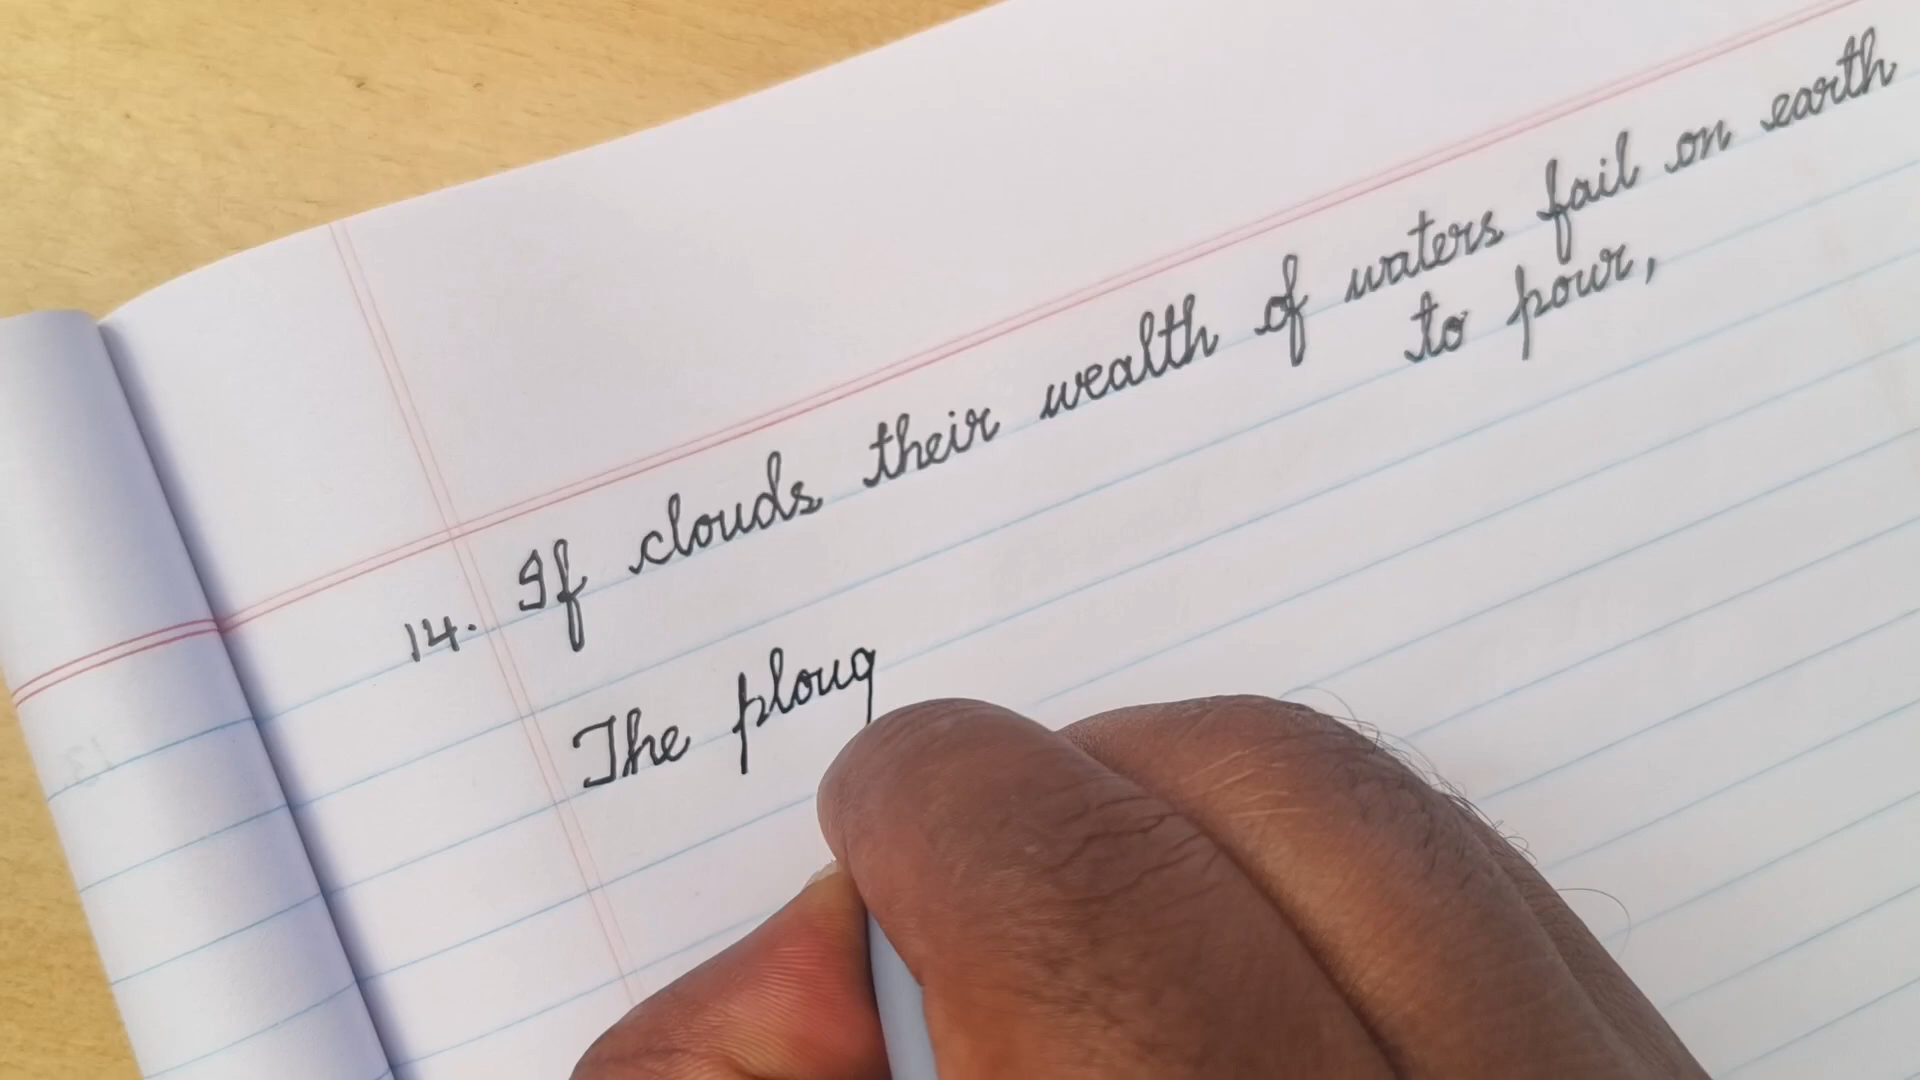 14. If clouds their wealth of waters fail on earth
to pour,
The ploug